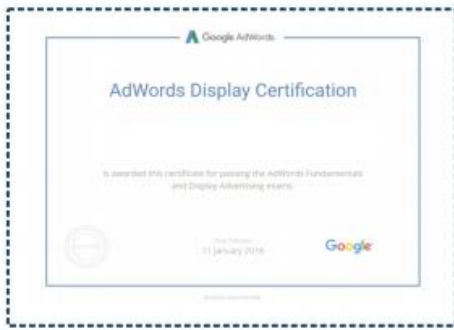 Google AdWords
AdWords Display Certification
is awarded this certificate for passing the AdWords Fundamentals
and Display Advertising exams.
11 January 2016
Google